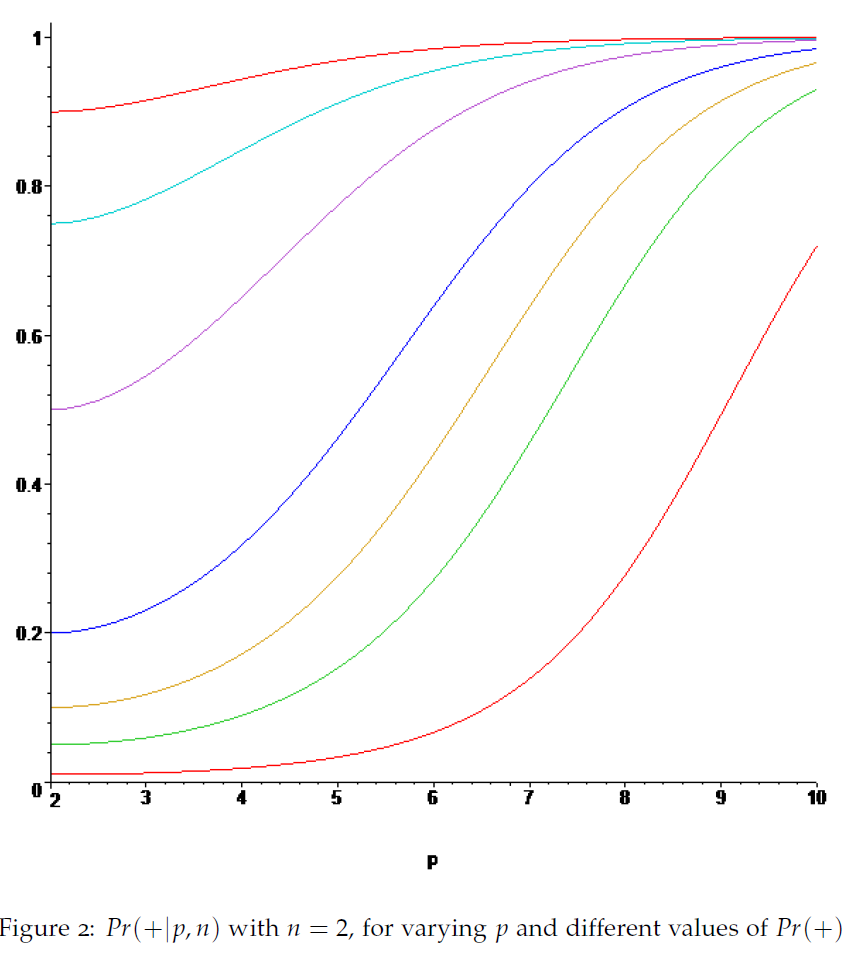 1
0.8
0.6
0.4
0.2
0
2 3 4 5 6 7 8 9 10
p
Figure 2: Pr(+|p, n) with n = 2, for varying p and different values of Pr(+)